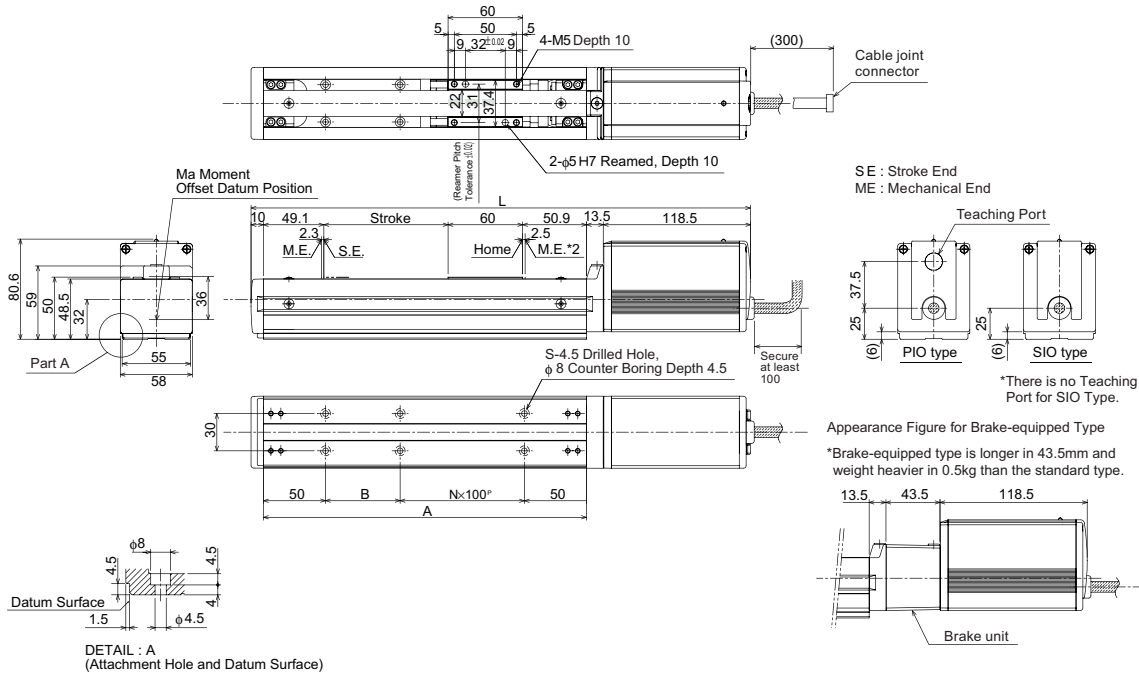 60
5 50 5
9 32±0.02 9
4-M5 Depth 10
(300)
Cable joint
connector
22
31
37.4
2-ϕ5 H7 Reamed, Depth 10
(Reamer Pitch
Tolerance ±0.02)
SE : Stroke End
ME : Mechanical End
Ma Moment
Offset Datum Position
L
10 49.1 Stroke 60 50.9 13.5 118.5
2.3 2.5
M.E. S.E. Home M.E.*2
Teaching Port
80.6
59
50
48.5
32
36
Part A
55
58
37.5
25
(6)
PIO type
25
(6)
SIO type
Secure
at least
100
*There is no Teaching
Port for SIO Type.
S-4.5 Drilled Hole,
ϕ 8 Counter Boring Depth 4.5
30
50 B N×100P 50
A
Appearance Figure for Brake-equipped Type
*Brake-equipped type is longer in 43.5mm and
weight heavier in 0.5kg than the standard type.
13.5 43.5 118.5
Brake unit
ϕ8
4.5
4.5
4
Datum Surface
1.5
ϕ4.5
DETAIL : A
(Attachment Hole and Datum Surface)